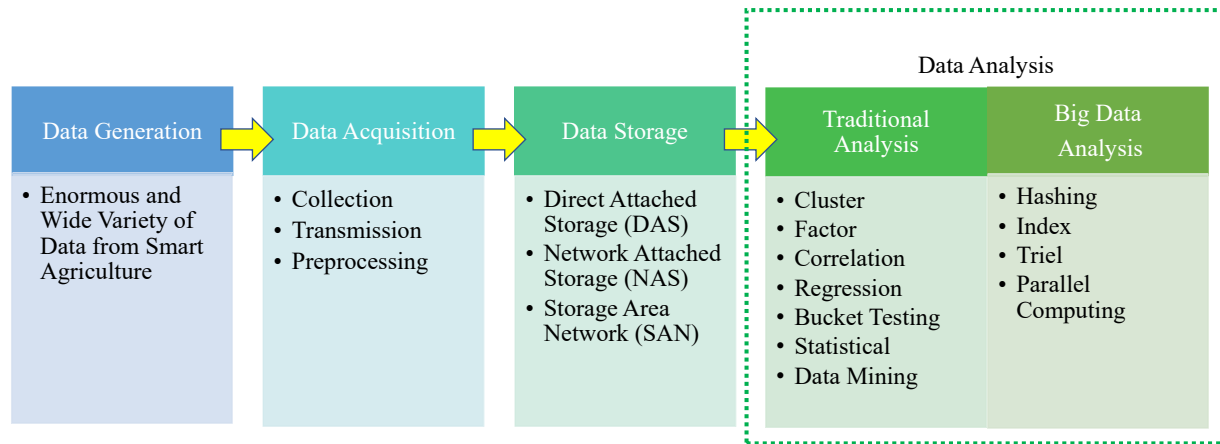 Data Generation
• Enormous and
Wide Variety of
Data from Smart
Agriculture
Data Acquisition
• Collection
• Transmission
• Preprocessing
Data Storage
• Direct Attached
Storage (DAS)
• Network Attached
Storage (NAS)
• Storage Area
Network (SAN)
Data Analysis
Traditional
Analysis
• Cluster
• Factor
• Correlation
• Regression
• Bucket Testing
• Statistical
• Data Mining
Big Data
Analysis
• Hashing
• Index
• Triel
• Parallel
Computing